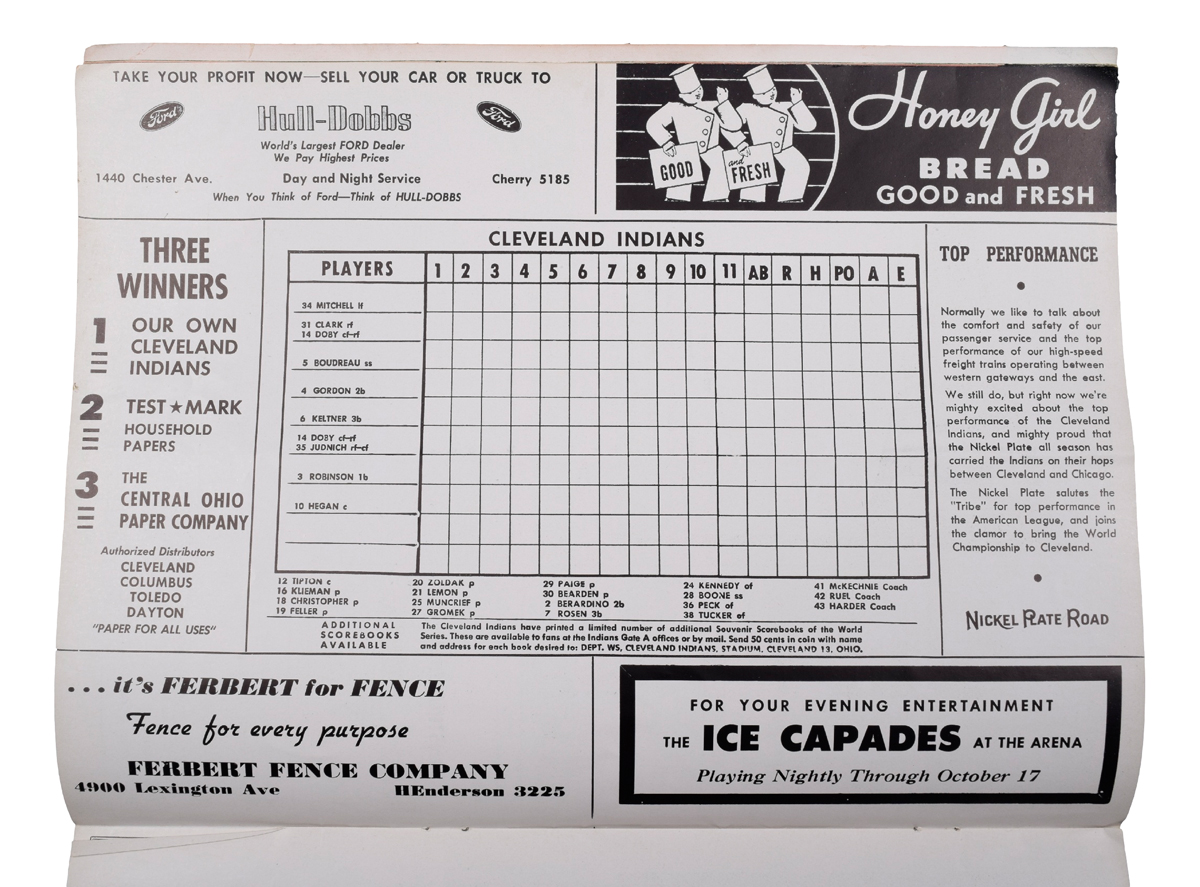 TAKE YOUR PROFIT NOW—SELL YOUR CAR OR TRUCK TO
Ford Hull-Dobbs Ford
World's Largest FORD Dealer
We Pay Highest Prices
1440 Chester Ave. Day and Night Service Cherry 5185
When You Think of Ford—Think of HULL-DOBBS
GOOD and FRESH
Honey Girl
BREAD
GOOD and FRESH
THREE
WINNERS
1 OUR OWN
CLEVELAND
INDIANS
2 TEST★MARK
HOUSEHOLD
PAPERS
3 THE
CENTRAL OHIO
PAPER COMPANY
Authorized Distributors
CLEVELAND
COLUMBUS
TOLEDO
DAYTON
"PAPER FOR ALL USES"
CLEVELAND INDIANS
PLAYERS 1 2 3 4 5 6 7 8 9 10 11 AB R H PO A E
34 MITCHELL lf
31 CLARK rf
14 DOBY cf-rf
5 BOUDREAU ss
4 GORDON 2b
6 KELTNER 3b
14 DOBY cf-rf
35 JUDNICH rf-cf
3 ROBINSON 1b
10 HEGAN c
12 TIPTON c 20 ZOLDAK p 29 PAIGE p 24 KENNEDY of 41 McKECHNIE Coach
16 KLIEMAN p 21 LEMON p 30 BEARDEN p 28 BOONE ss 42 RUEL Coach
18 CHRISTOPHER p 25 MUNCRIEF p 2 BERARDINO 2b 36 PECK of 43 HARDER Coach
19 FELLER p 27 GROMEK p 7 ROSEN 3b 38 TUCKER of
ADDITIONAL
SCOREBOOKS
AVAILABLE
The Cleveland Indians have printed a limited number of additional Souvenir Scorebooks of the World
Series. These are available to fans at the Indians Gate A offices or by mail. Send 50 cents in coin with name
and address for each book desired to: DEPT. WS, CLEVELAND INDIANS, STADIUM, CLEVELAND 13, OHIO.
TOP PERFORMANCE
Normally we like to talk about
the comfort and safety of our
passenger service and the top
performance of our high-speed
freight trains operating between
western gateways and the east.
We still do, but right now we're
mighty excited about the top
performance of the Cleveland
Indians, and mighty proud that
the Nickel Plate all season has
carried the Indians on their hops
between Cleveland and Chicago.
The Nickel Plate salutes the
"Tribe" for top performance in
the American League, and joins
the clamor to bring the World
Championship to Cleveland.
NICKEL PLATE ROAD
. . . it's FERBERT for FENCE
Fence for every purpose
FERBERT FENCE COMPANY
4900 Lexington Ave HEnderson 3225
FOR YOUR EVENING ENTERTAINMENT
THE ICE CAPADES AT THE ARENA
Playing Nightly Through October 17